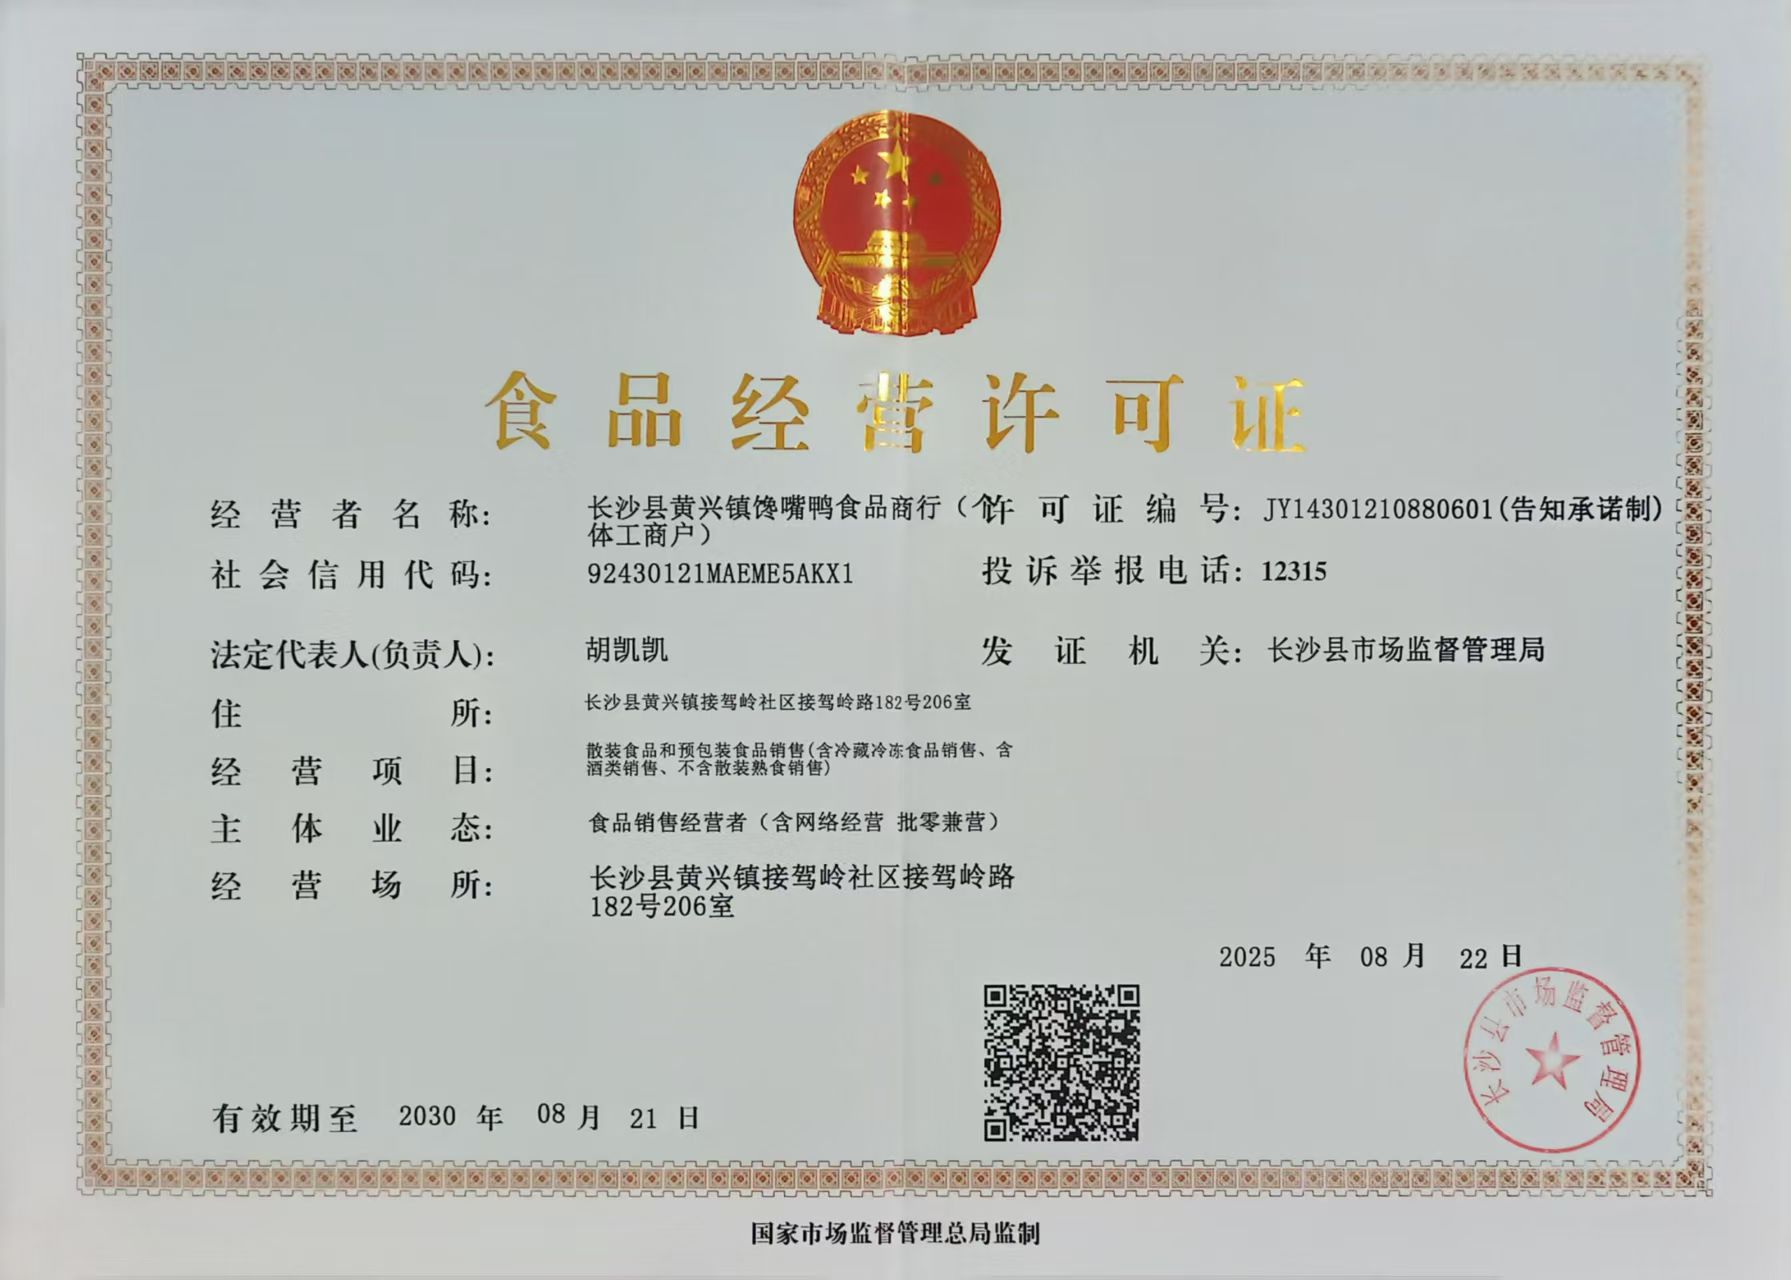 食品经营许可证
经营者名称：长沙县黄兴镇馋嘴鸭食品商行（个
体工商户）
社会信用代码：92430121MAEME5AKX1
法定代表人(负责人)：胡凯凯
住所：长沙县黄兴镇接驾岭社区接驾岭路182号206室
经营项目：散装食品和预包装食品销售(含冷藏冷冻食品销售、含
酒类销售、不含散装熟食销售)
主体业态：食品销售经营者（含网络经营 批零兼营）
经营场所：长沙县黄兴镇接驾岭社区接驾岭路
182号206室
许可证编号：JY14301210880601(告知承诺制)
投诉举报电话：12315
发证机关：长沙县市场监督管理局
2025 年 08 月 22 日
长沙县市场监督管理局
有效期至 2030 年 08 月 21 日
国家市场监督管理总局监制